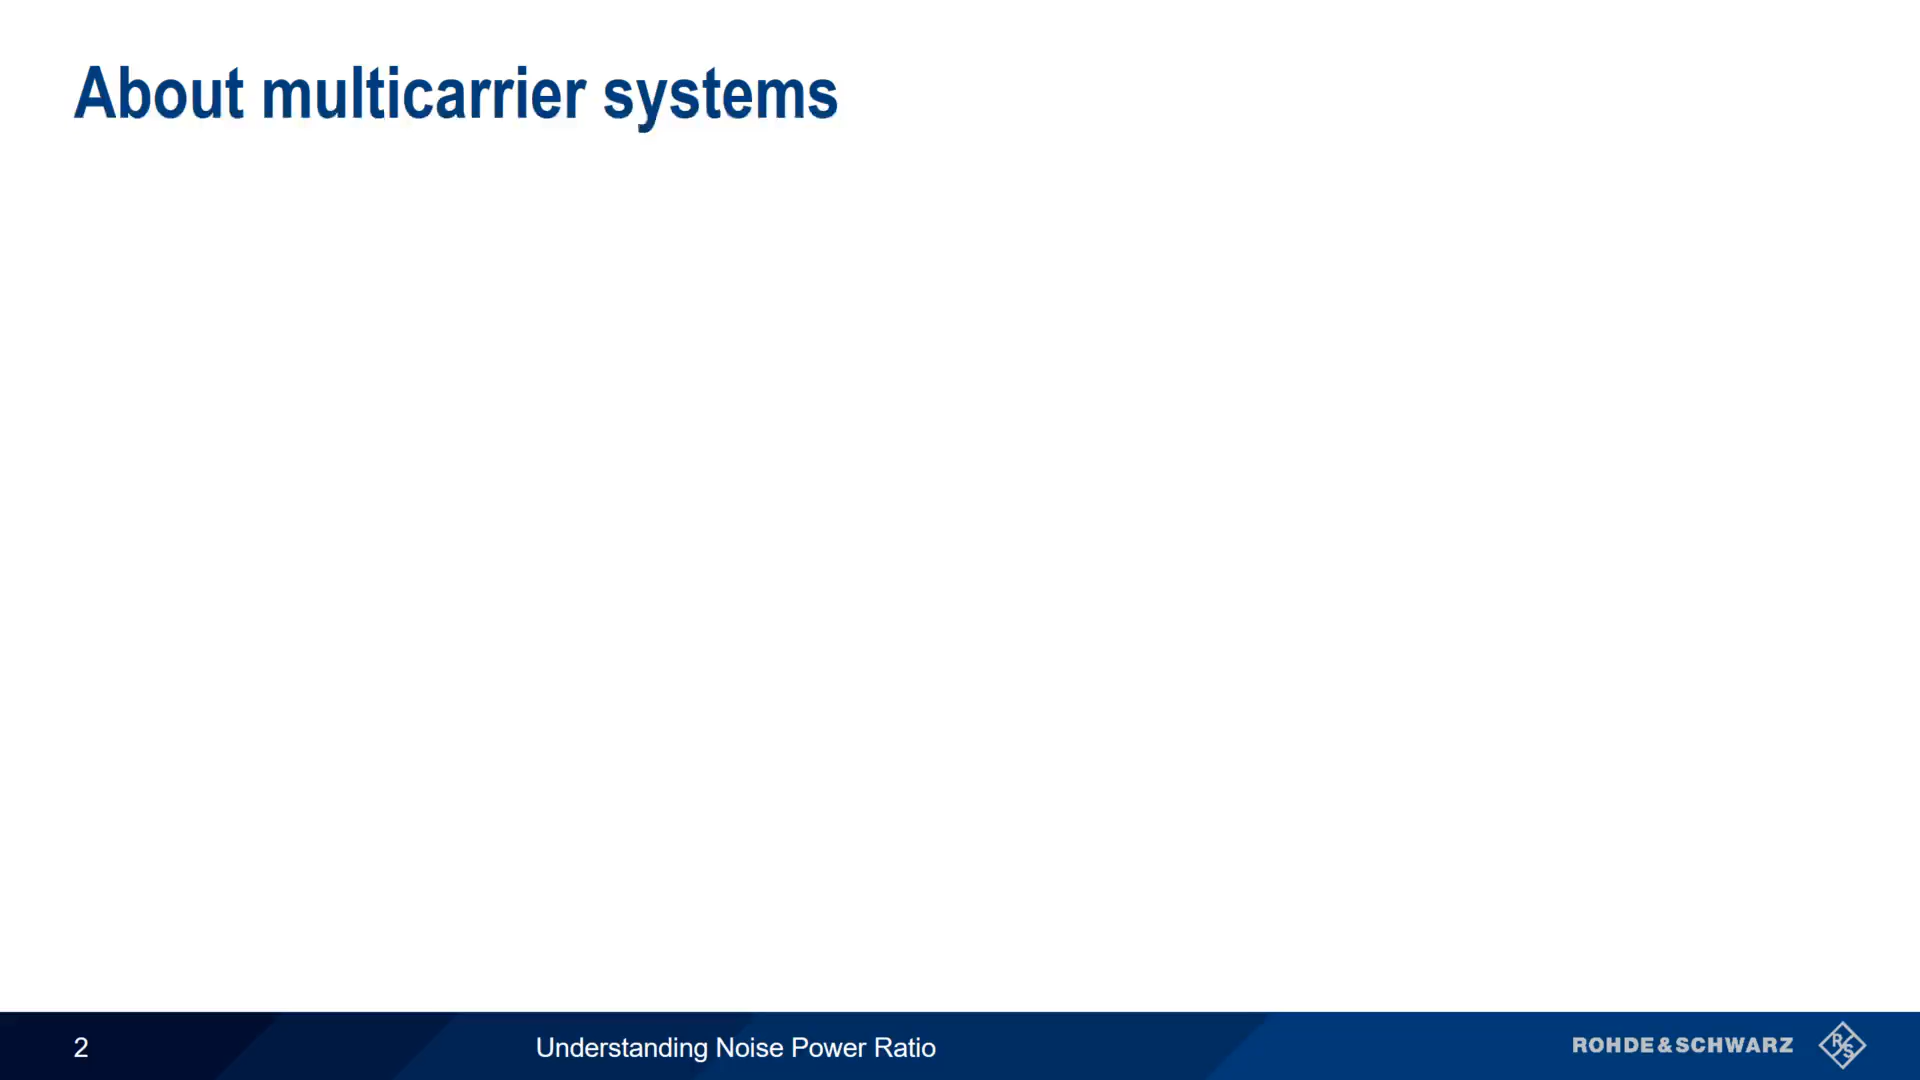 About multicarrier systems
2
Understanding Noise Power Ratio
ROHDE&SCHWARZ
R
S